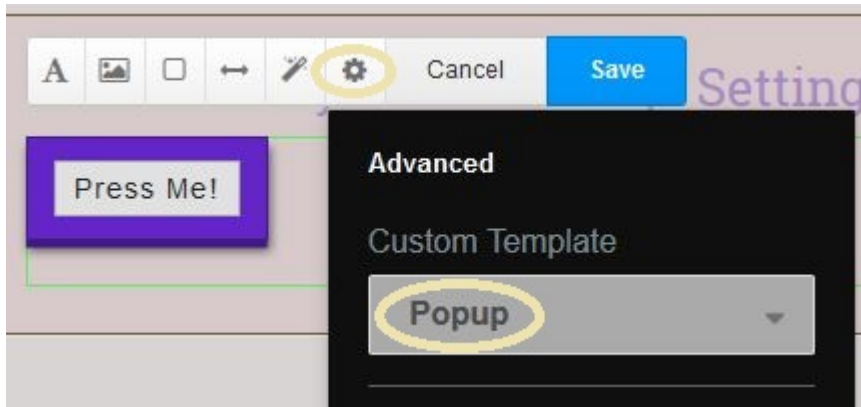 A
Cancel
Save
Setting
Press Me!
Advanced
Custom Template
Popup